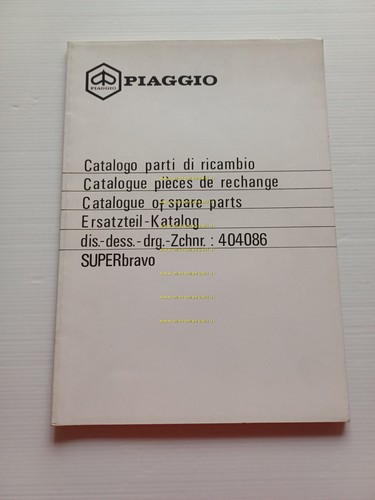 PIAGGIO
PIAGGIO
Catalogo parti di ricambio
Catalogue pièces de rechange
Catalogue of spare parts
Ersatzteil-Katalog
dis.-dess.-drg.-Zchnr. : 404086
SUPERbravo